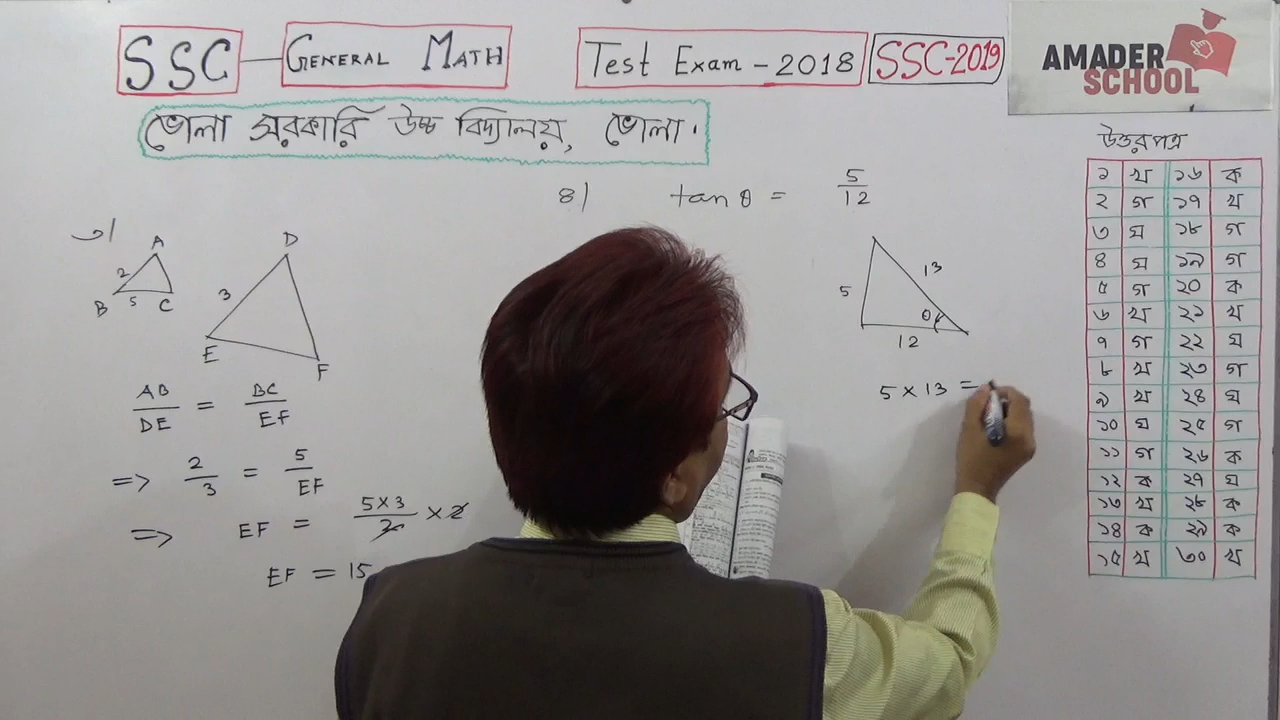 SSC — GENERAL MATH Test Exam - 2018 SSC-2019
AMADER
SCHOOL
ভোলা সরকারি উচ্চ বিদ্যালয়, ভোলা।
উত্তরপত্র
১ খ ১৬ ক
২ গ ১৭ খ
৩ ঘ ১৮ গ
৪ ঘ ১৯ গ
৫ গ ২০ ক
৬ খ ২১ খ
৭ গ ২২ ঘ
৮ খ ২৩ গ
৯ খ ২৪ ঘ
১০ ঘ ২৫ গ
১১ গ ২৬ ক
১২ ক ২৭ ঘ
১৩ খ ২৮ ক
১৪ ক ২৯ ক
১৫ খ ৩০ খ
৩।
A
2
B 5 C
D
3
E
F
AB/DE = BC/EF
=> 2/3 = 5/EF
=> EF = 5×3/2 × 2
EF = 15
৪। tan θ = 5/12
5
13
θ
12
5 × 13 =